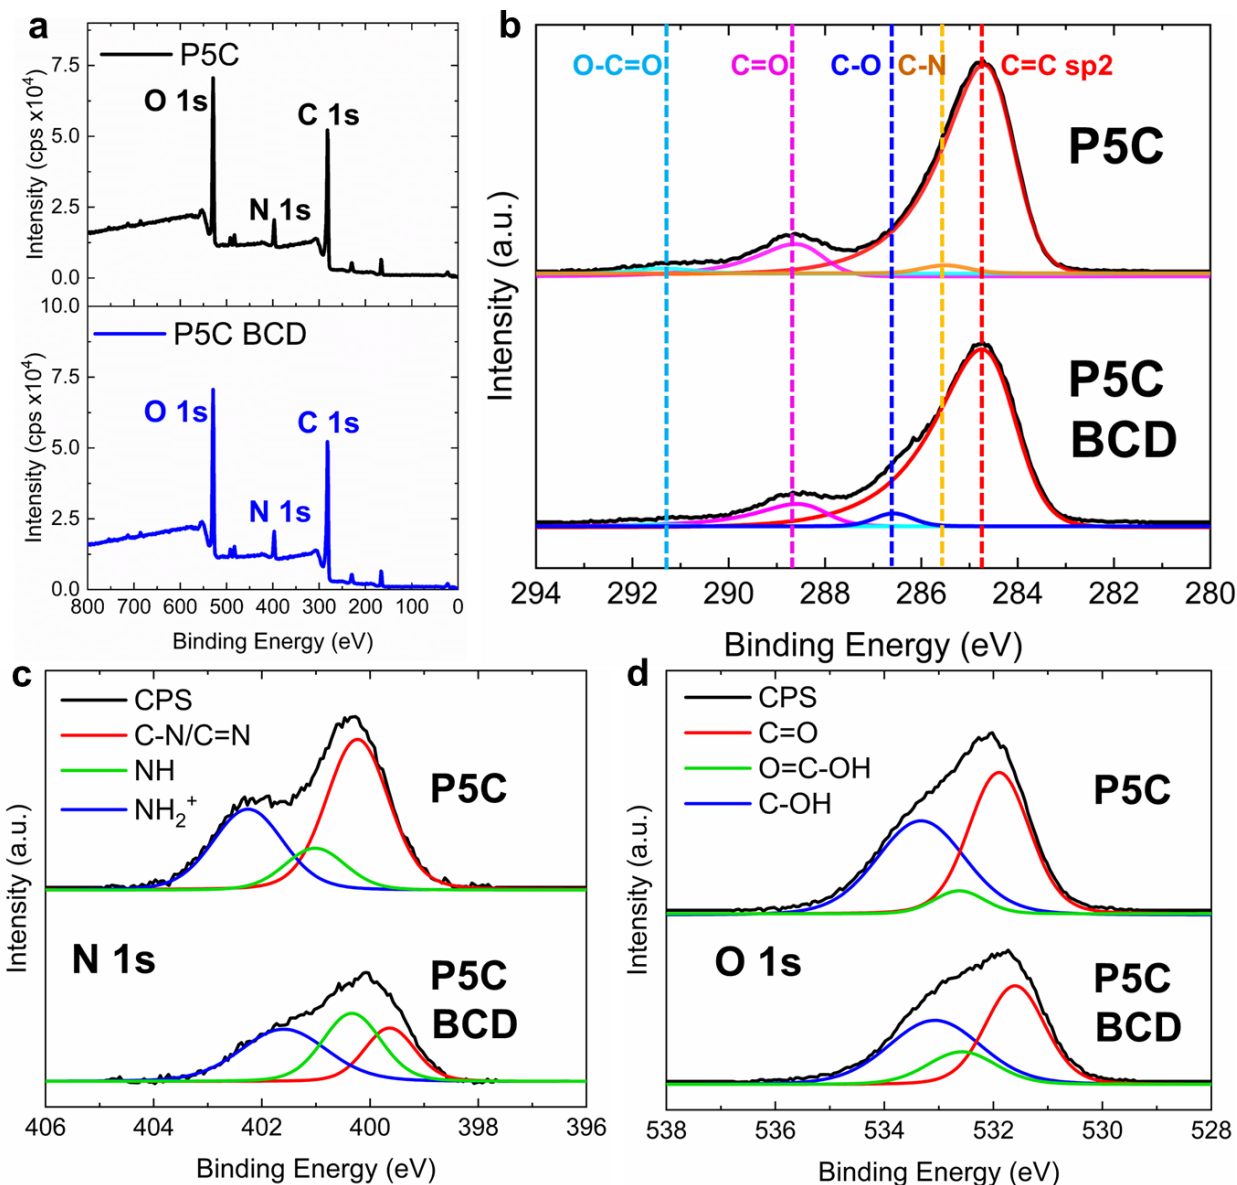 a
P5C
7.5
O 1s
C 1s
5.0
N 1s
2.5
0.0
Intensity (cps x10⁴)
10.0
P5C BCD
7.5
O 1s
C 1s
5.0
N 1s
2.5
0.0
Intensity (cps x10⁴)
800 700 600 500 400 300 200 100 0
Binding Energy (eV)
b
O-C=O C=O C-O C-N C=C sp2
P5C
P5C
BCD
Intensity (a.u.)
294 292 290 288 286 284 282 280
Binding Energy (eV)
c
CPS
C-N/C=N
NH
NH₂⁺
P5C
N 1s
P5C
BCD
Intensity (a.u.)
406 404 402 400 398 396
Binding Energy (eV)
d
CPS
C=O
O=C-OH
C-OH
P5C
O 1s
P5C
BCD
Intensity (a.u.)
538 536 534 532 530 528
Binding Energy (eV)